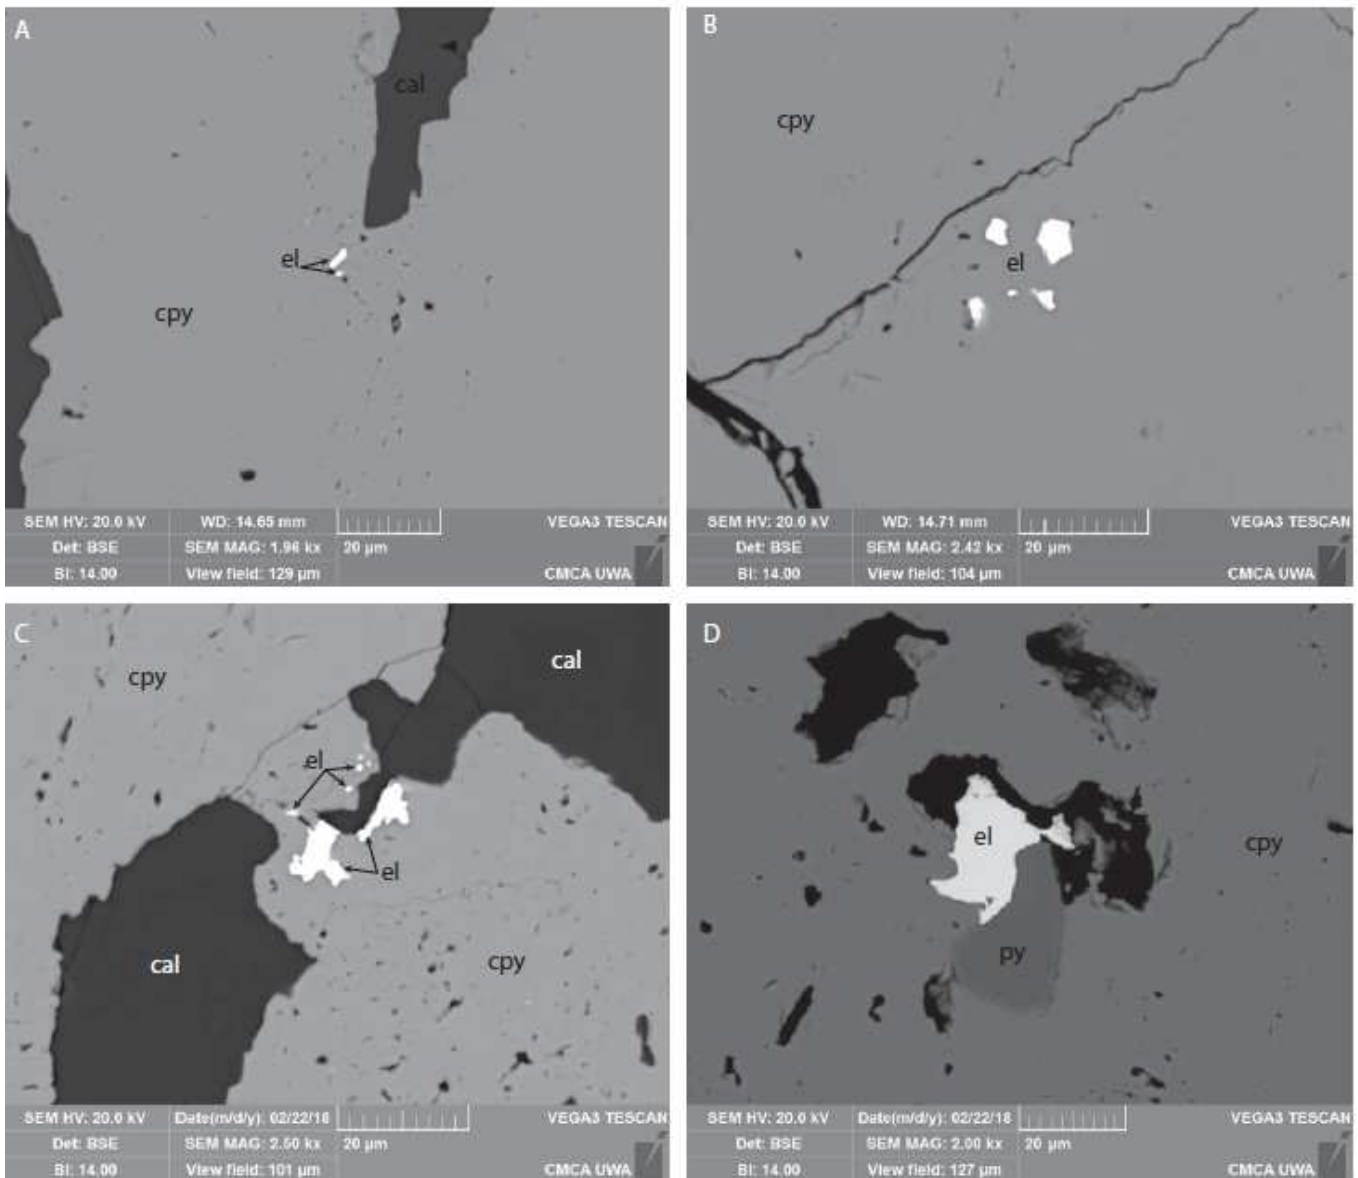 A
cal
el
cpy
SEM HV: 20.0 kV WD: 14.65 mm VEGA3 TESCAN
Det: BSE SEM MAG: 1.96 kx 20 µm
BI: 14.00 View field: 129 µm CMCA UWA
B
cpy
el
SEM HV: 20.0 kV WD: 14.71 mm VEGA3 TESCAN
Det: BSE SEM MAG: 2.42 kx 20 µm
BI: 14.00 View field: 104 µm CMCA UWA
C
cal
cpy
el
el
cal
cpy
SEM HV: 20.0 kV Date(m/d/y): 02/22/18 VEGA3 TESCAN
Det: BSE SEM MAG: 2.50 kx 20 µm
BI: 14.00 View field: 101 µm CMCA UWA
D
el
cpy
py
SEM HV: 20.0 kV Date(m/d/y): 02/22/18 VEGA3 TESCAN
Det: BSE SEM MAG: 2.00 kx 20 µm
BI: 14.00 View field: 127 µm CMCA UWA